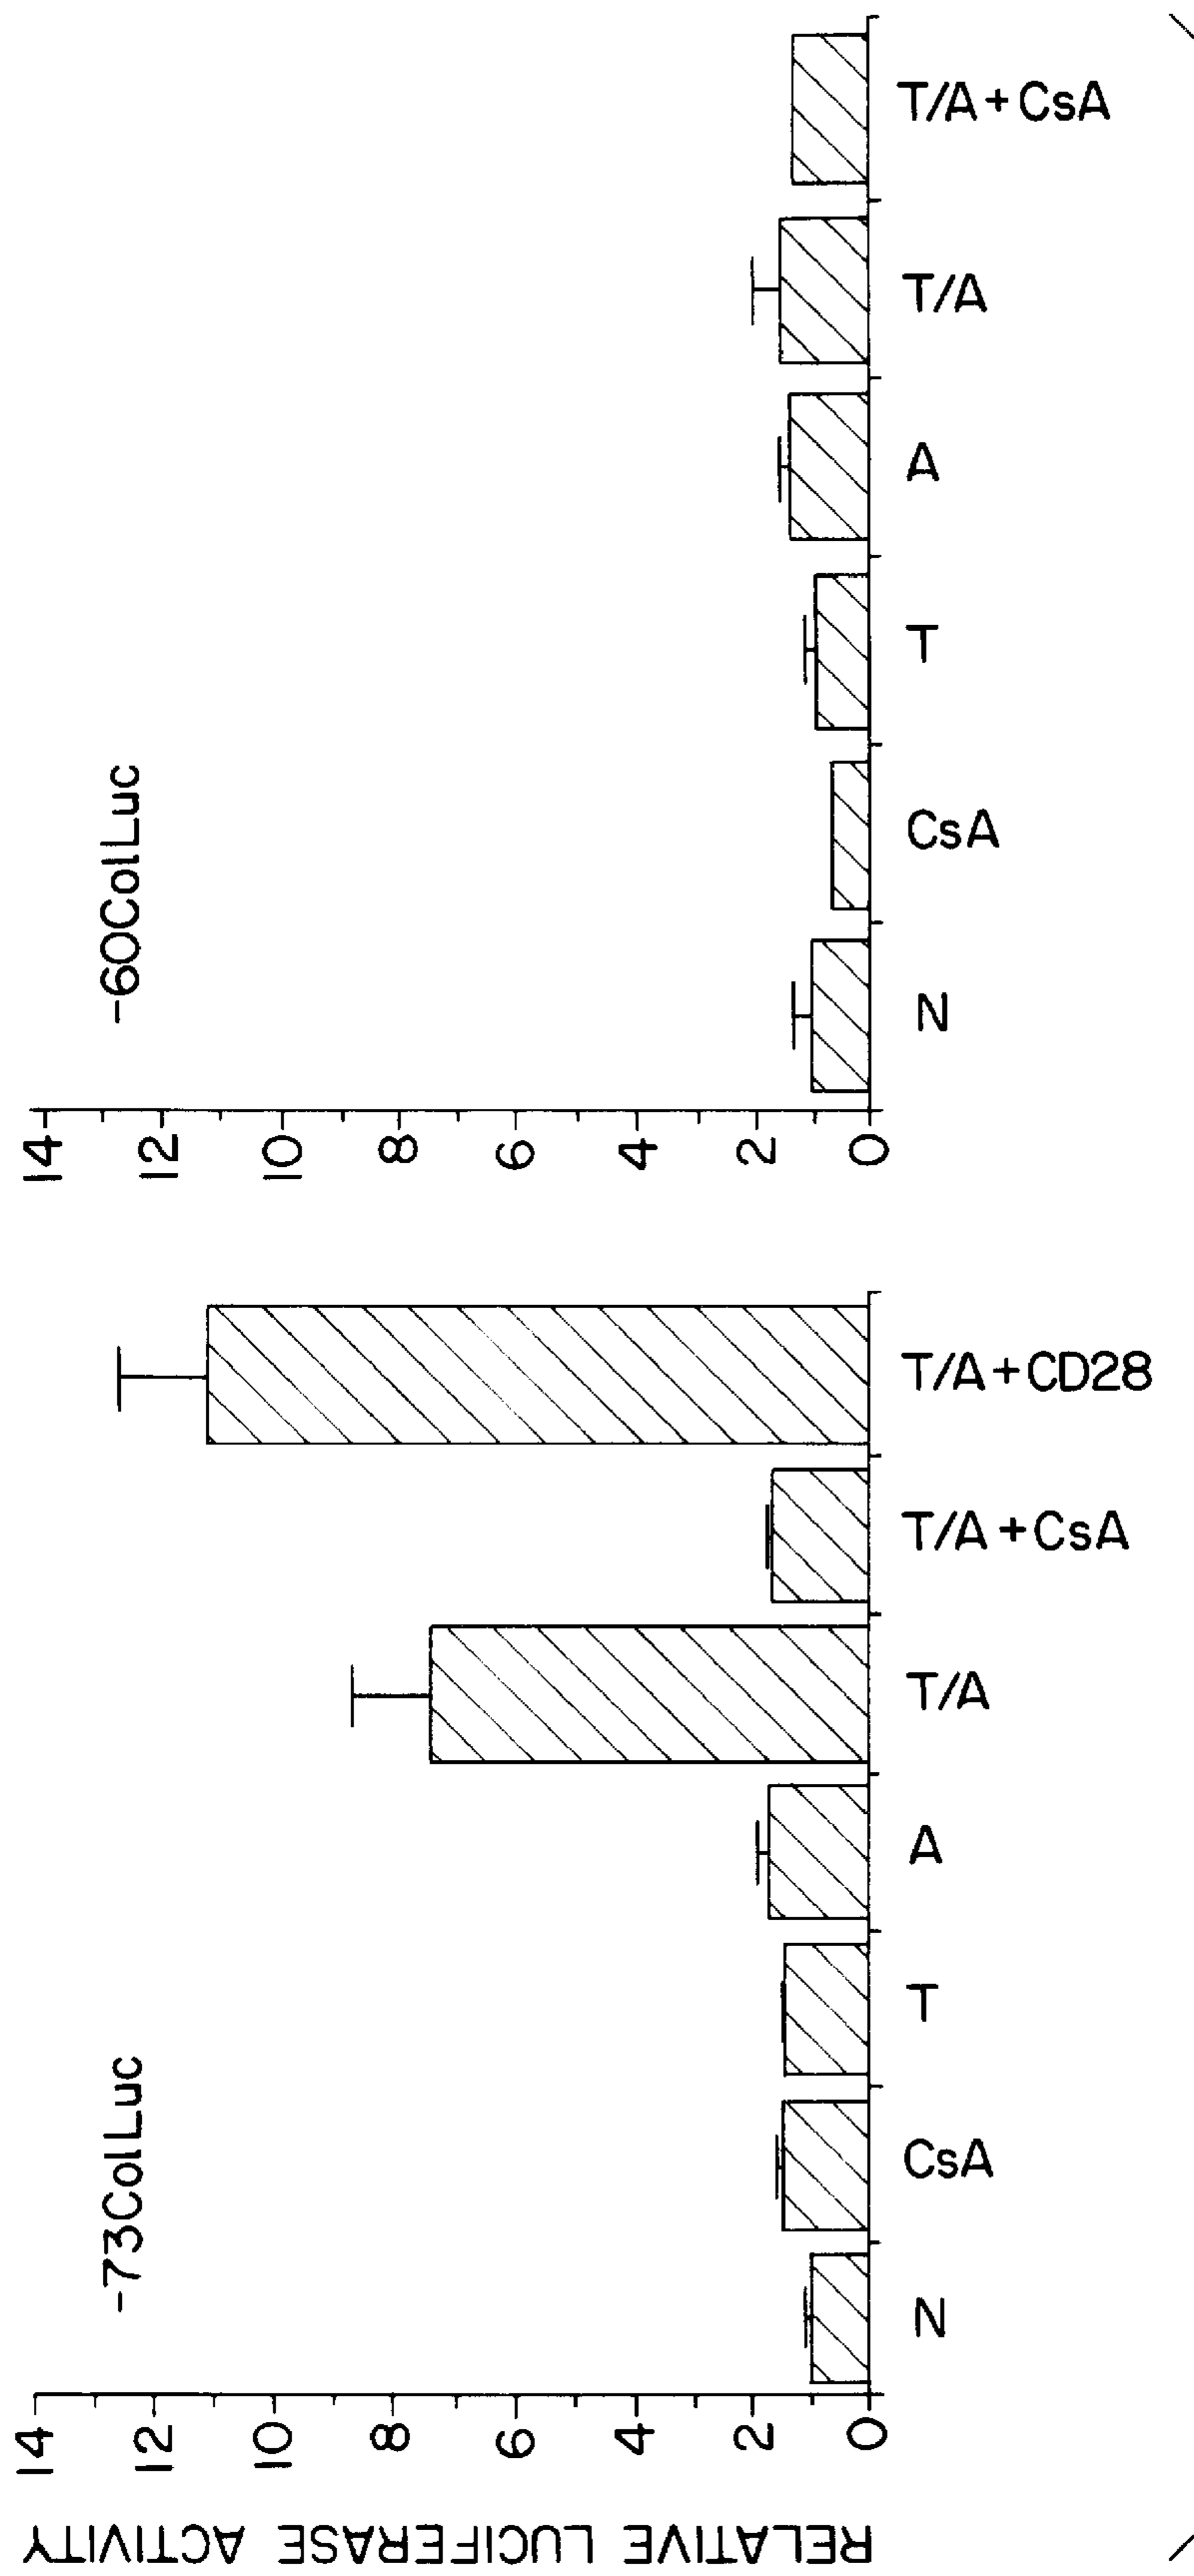 RELATIVE LUCIFERASE ACTIVITY
-73ColLuc
14
12
10
8
6
4
2
0
N
CsA
T
A
T/A
T/A+CsA
T/A+CD28
-60ColLuc
14
12
10
8
6
4
2
0
N
CsA
T
A
T/A
T/A+CsA